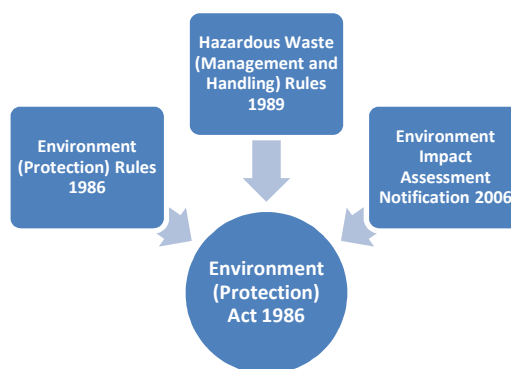 Hazardous Waste
(Management and
Handling) Rules
1989
Environment
(Protection) Rules
1986
Environment
Impact
Assessment
Notification 2006
Environment
(Protection)
Act 1986